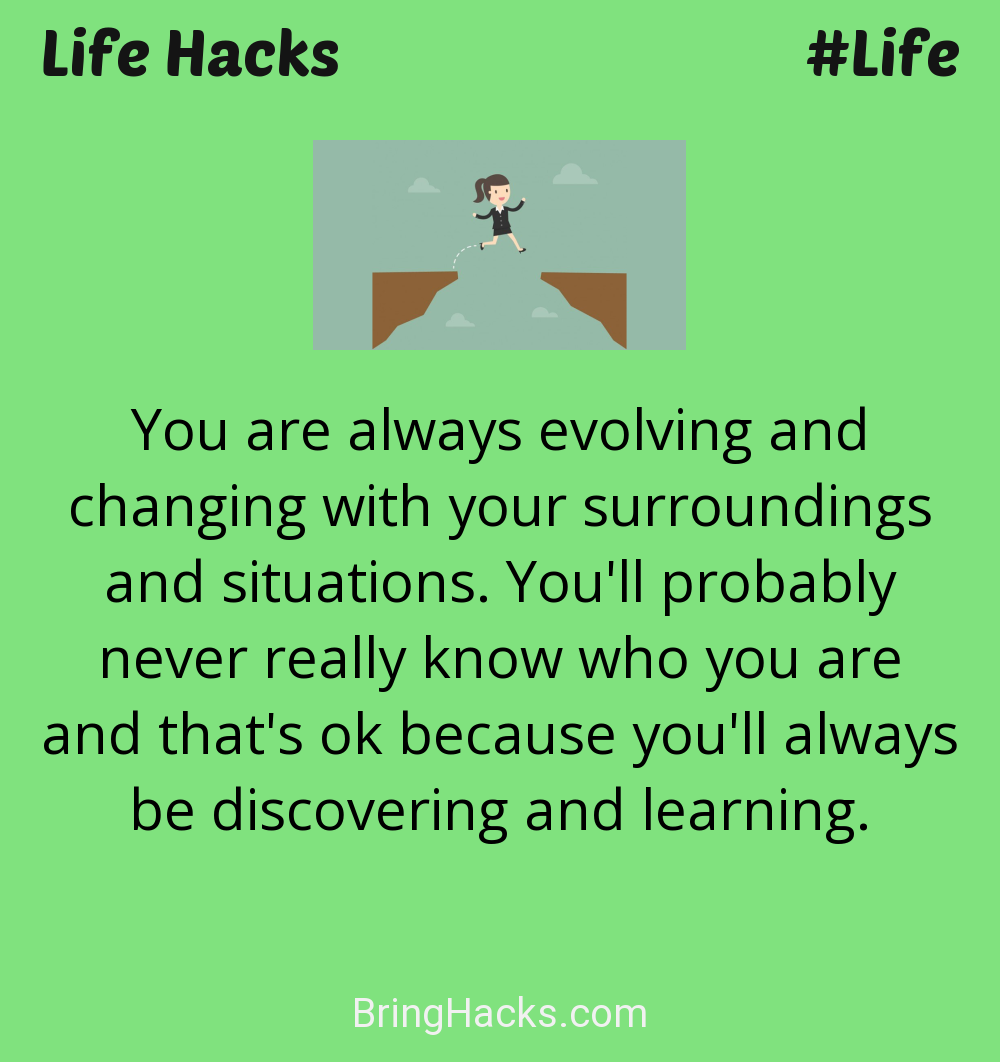 Life Hacks #Life
You are always evolving and
changing with your surroundings
and situations. You'll probably
never really know who you are
and that's ok because you'll always
be discovering and learning.
BringHacks.com